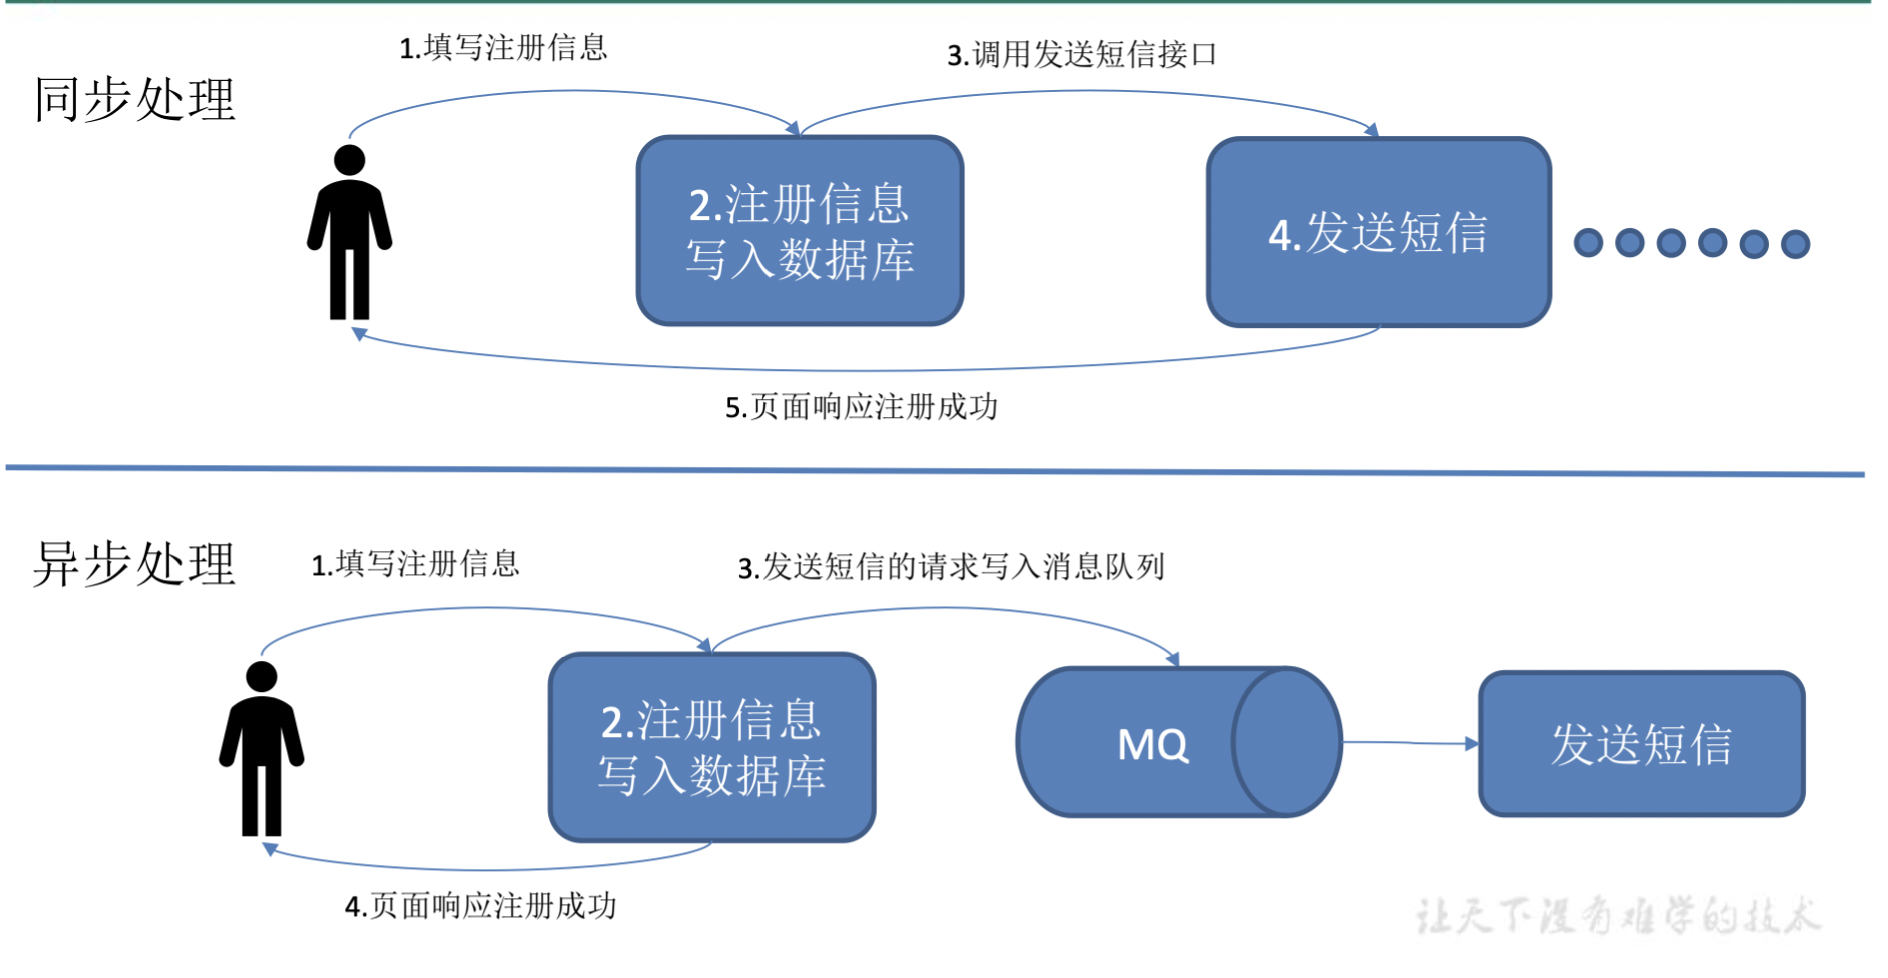 1.填写注册信息
3.调用发送短信接口
同步处理
2.注册信息
写入数据库
4.发送短信
5.页面响应注册成功
异步处理
1.填写注册信息
3.发送短信的请求写入消息队列
2.注册信息
写入数据库
MQ
发送短信
4.页面响应注册成功
让天下没有难学的技术